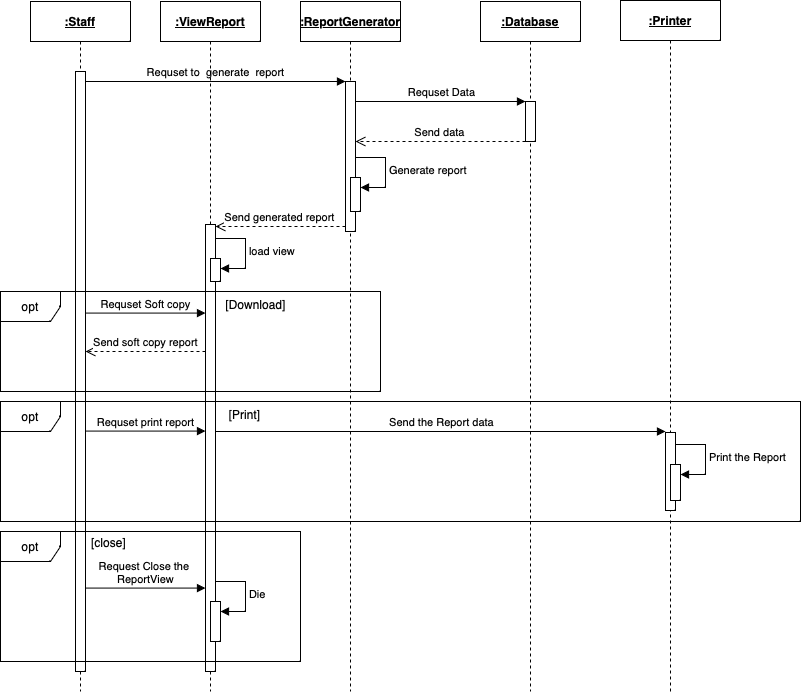 :Staff
:ViewReport
:ReportGenerator
:Database
:Printer
Requset to generate report
Requset Data
Send data
Generate report
Send generated report
load view
opt
Requset Soft copy
[Download]
Send soft copy report
opt
[Print]
Requset print report
Send the Report data
Print the Report
opt
[close]
Request Close the
ReportView
Die